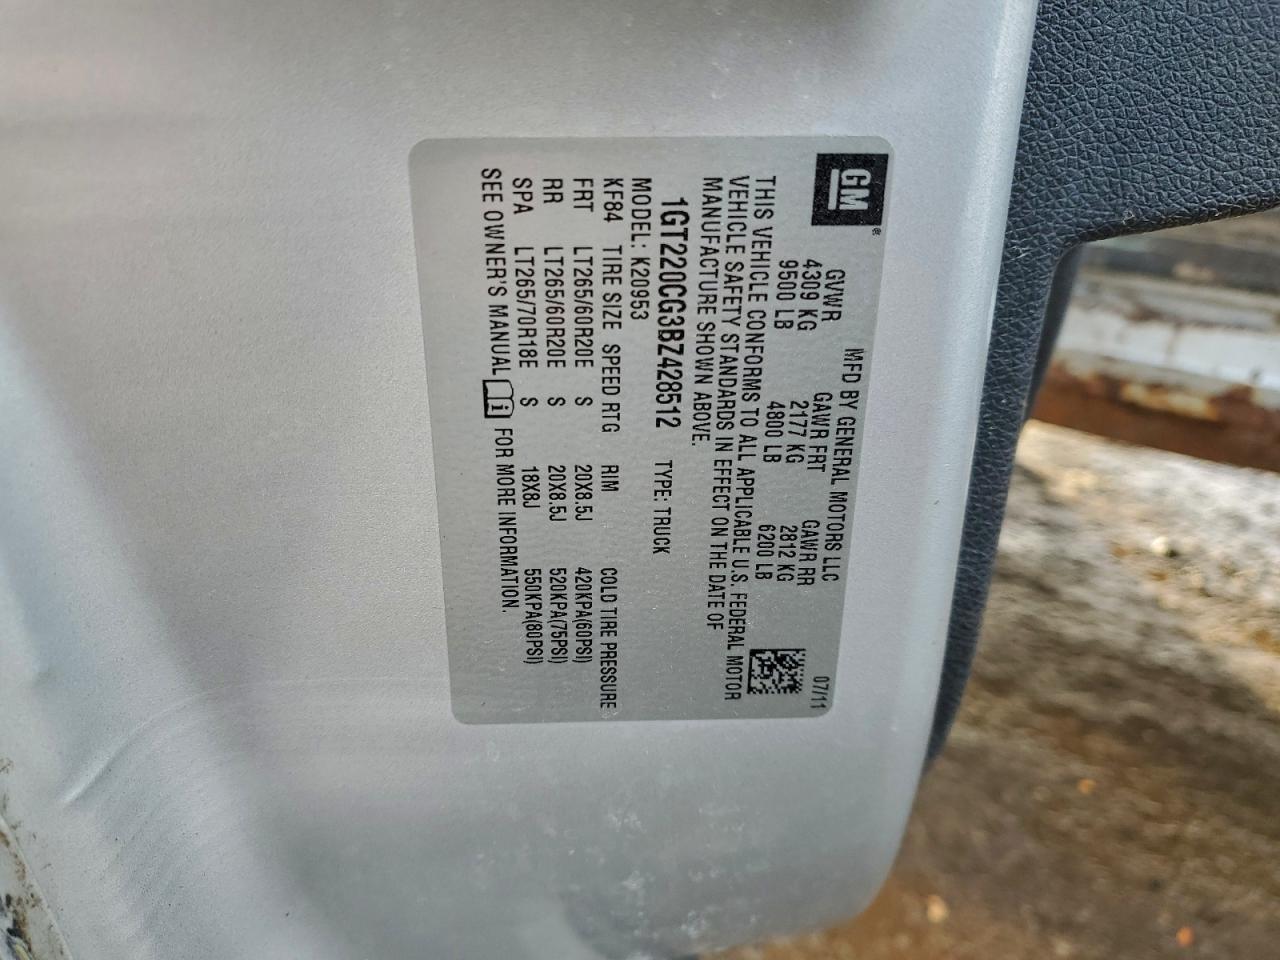 GM®
MFD BY GENERAL MOTORS LLC 07/11
GVWR GAWR FRT GAWR RR
4309 KG 2177 KG 2812 KG
9500 LB 4800 LB 6200 LB
THIS VEHICLE CONFORMS TO ALL APPLICABLE U.S. FEDERAL MOTOR
VEHICLE SAFETY STANDARDS IN EFFECT ON THE DATE OF
MANUFACTURE SHOWN ABOVE.
1GT220CG3BZ428512 TYPE: TRUCK
MODEL: K20953
KF84 TIRE SIZE SPEED RTG RIM COLD TIRE PRESSURE
FRT LT265/60R20E S 20X8.5J 420KPA(60PSI)
RR LT265/60R20E S 20X8.5J 520KPA(75PSI)
SPA LT265/70R18E S 18X8J 550KPA(80PSI)
SEE OWNER'S MANUAL i FOR MORE INFORMATION.